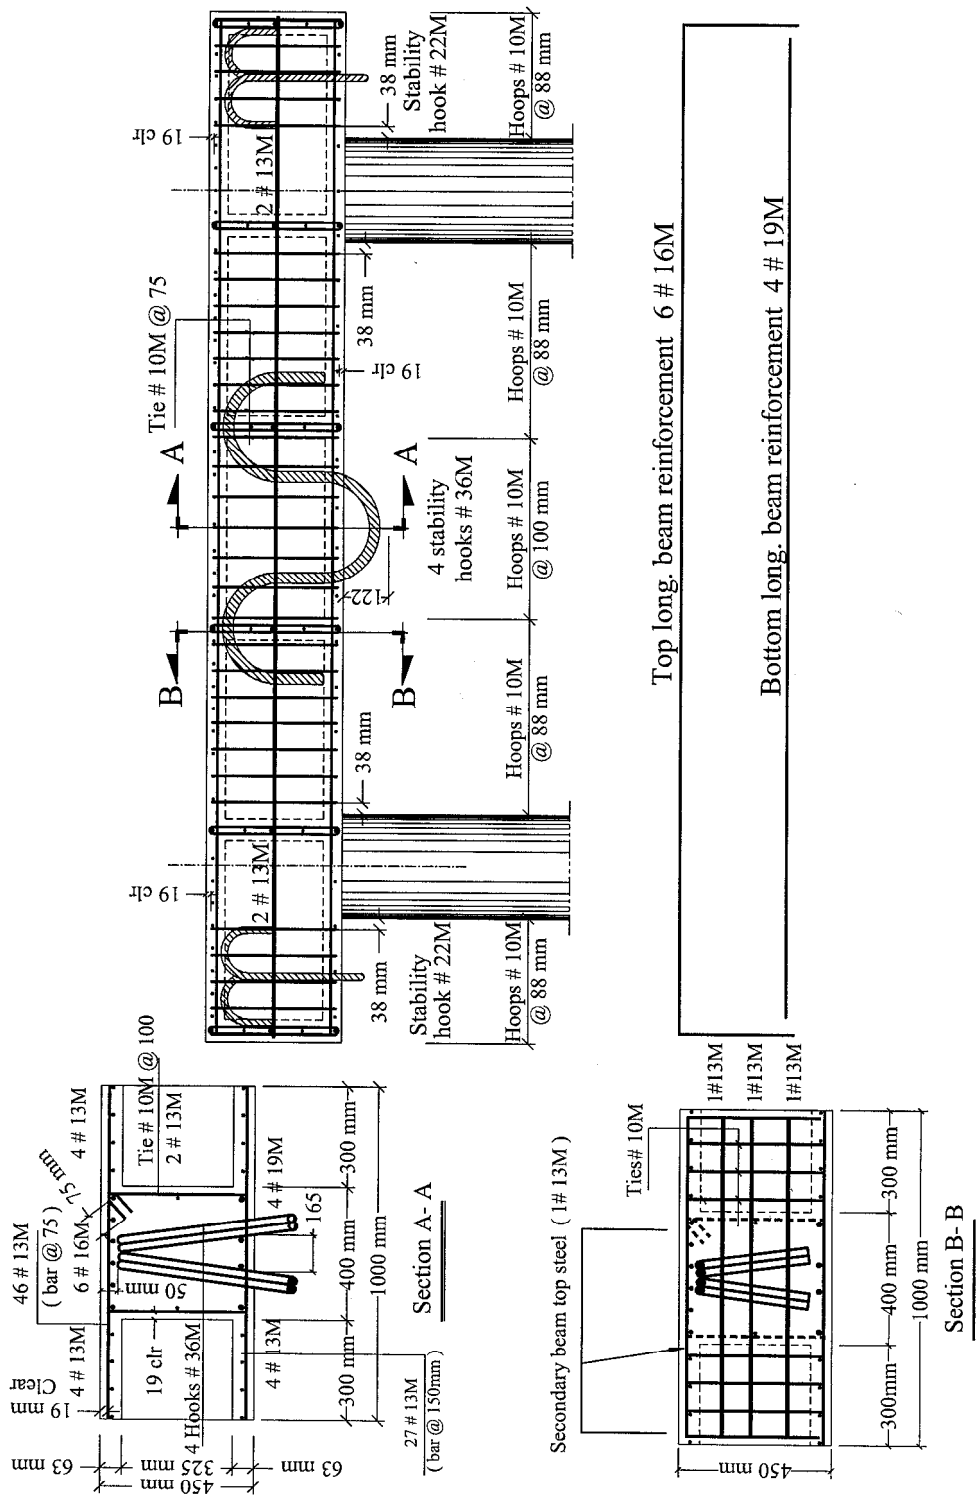 19 clr
2 # 13M
38 mm
Stability
hook # 22M
Hoops # 10M
@ 88 mm
Tie # 10M @ 75
38 mm
19 clr
Hoops # 10M
@ 88 mm
A
A
4 stability
hooks # 36M
Hoops # 10M
@ 100 mm
122
B
B
38 mm
Hoops # 10M
@ 88 mm
19 clr
2 # 13M
38 mm
Stability
hook # 22M
Hoops # 10M
@ 88 mm
Top long. beam reinforcement 6 # 16M
Bottom long. beam reinforcement 4 # 19M
46 # 13M
( bar @ 75 )
6 # 16M
75 mm
4 # 13M
4 # 13M
Clear
19 mm
Tie # 10M @ 100
2 # 13M
50 mm
19 clr
4 Hooks # 36M
63 mm
325 mm
63 mm
450 mm
4 # 19M
4 # 13M
165
300 mm
400 mm
300 mm
1000 mm
27 # 13M
( bar @ 150mm )
Section A- A
Secondary beam top steel ( 1# 13M )
Ties# 10M
1#13M
1#13M
1#13M
450 mm
300mm
400 mm
300 mm
1000 mm
Section B- B